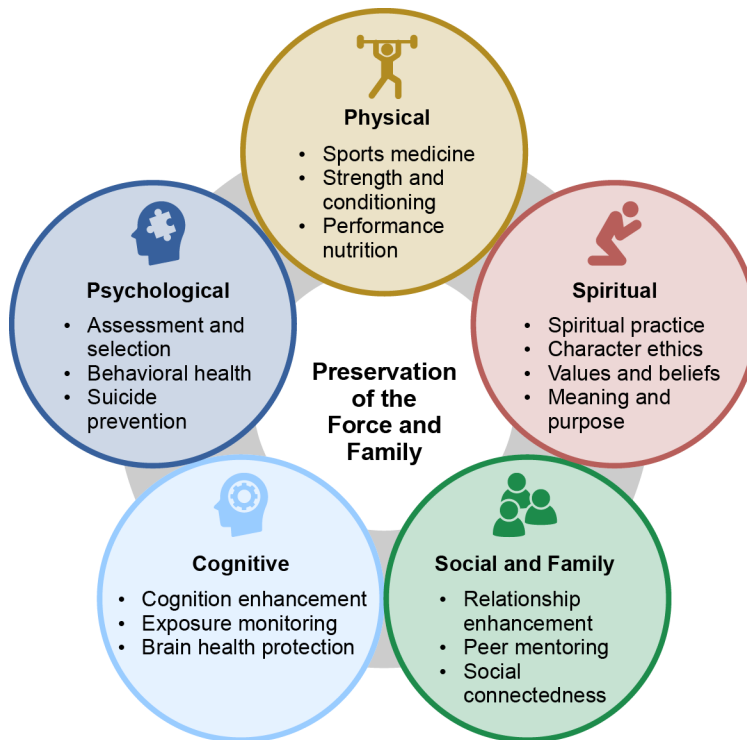 Physical
• Sports medicine
• Strength and
conditioning
• Performance
nutrition
Psychological
• Assessment and
selection
• Behavioral health
• Suicide
prevention
Spiritual
• Spiritual practice
• Character ethics
• Values and beliefs
• Meaning and
purpose
Preservation
of the
Force and
Family
Cognitive
• Cognition enhancement
• Exposure monitoring
• Brain health protection
Social and Family
• Relationship
enhancement
• Peer mentoring
• Social
connectedness